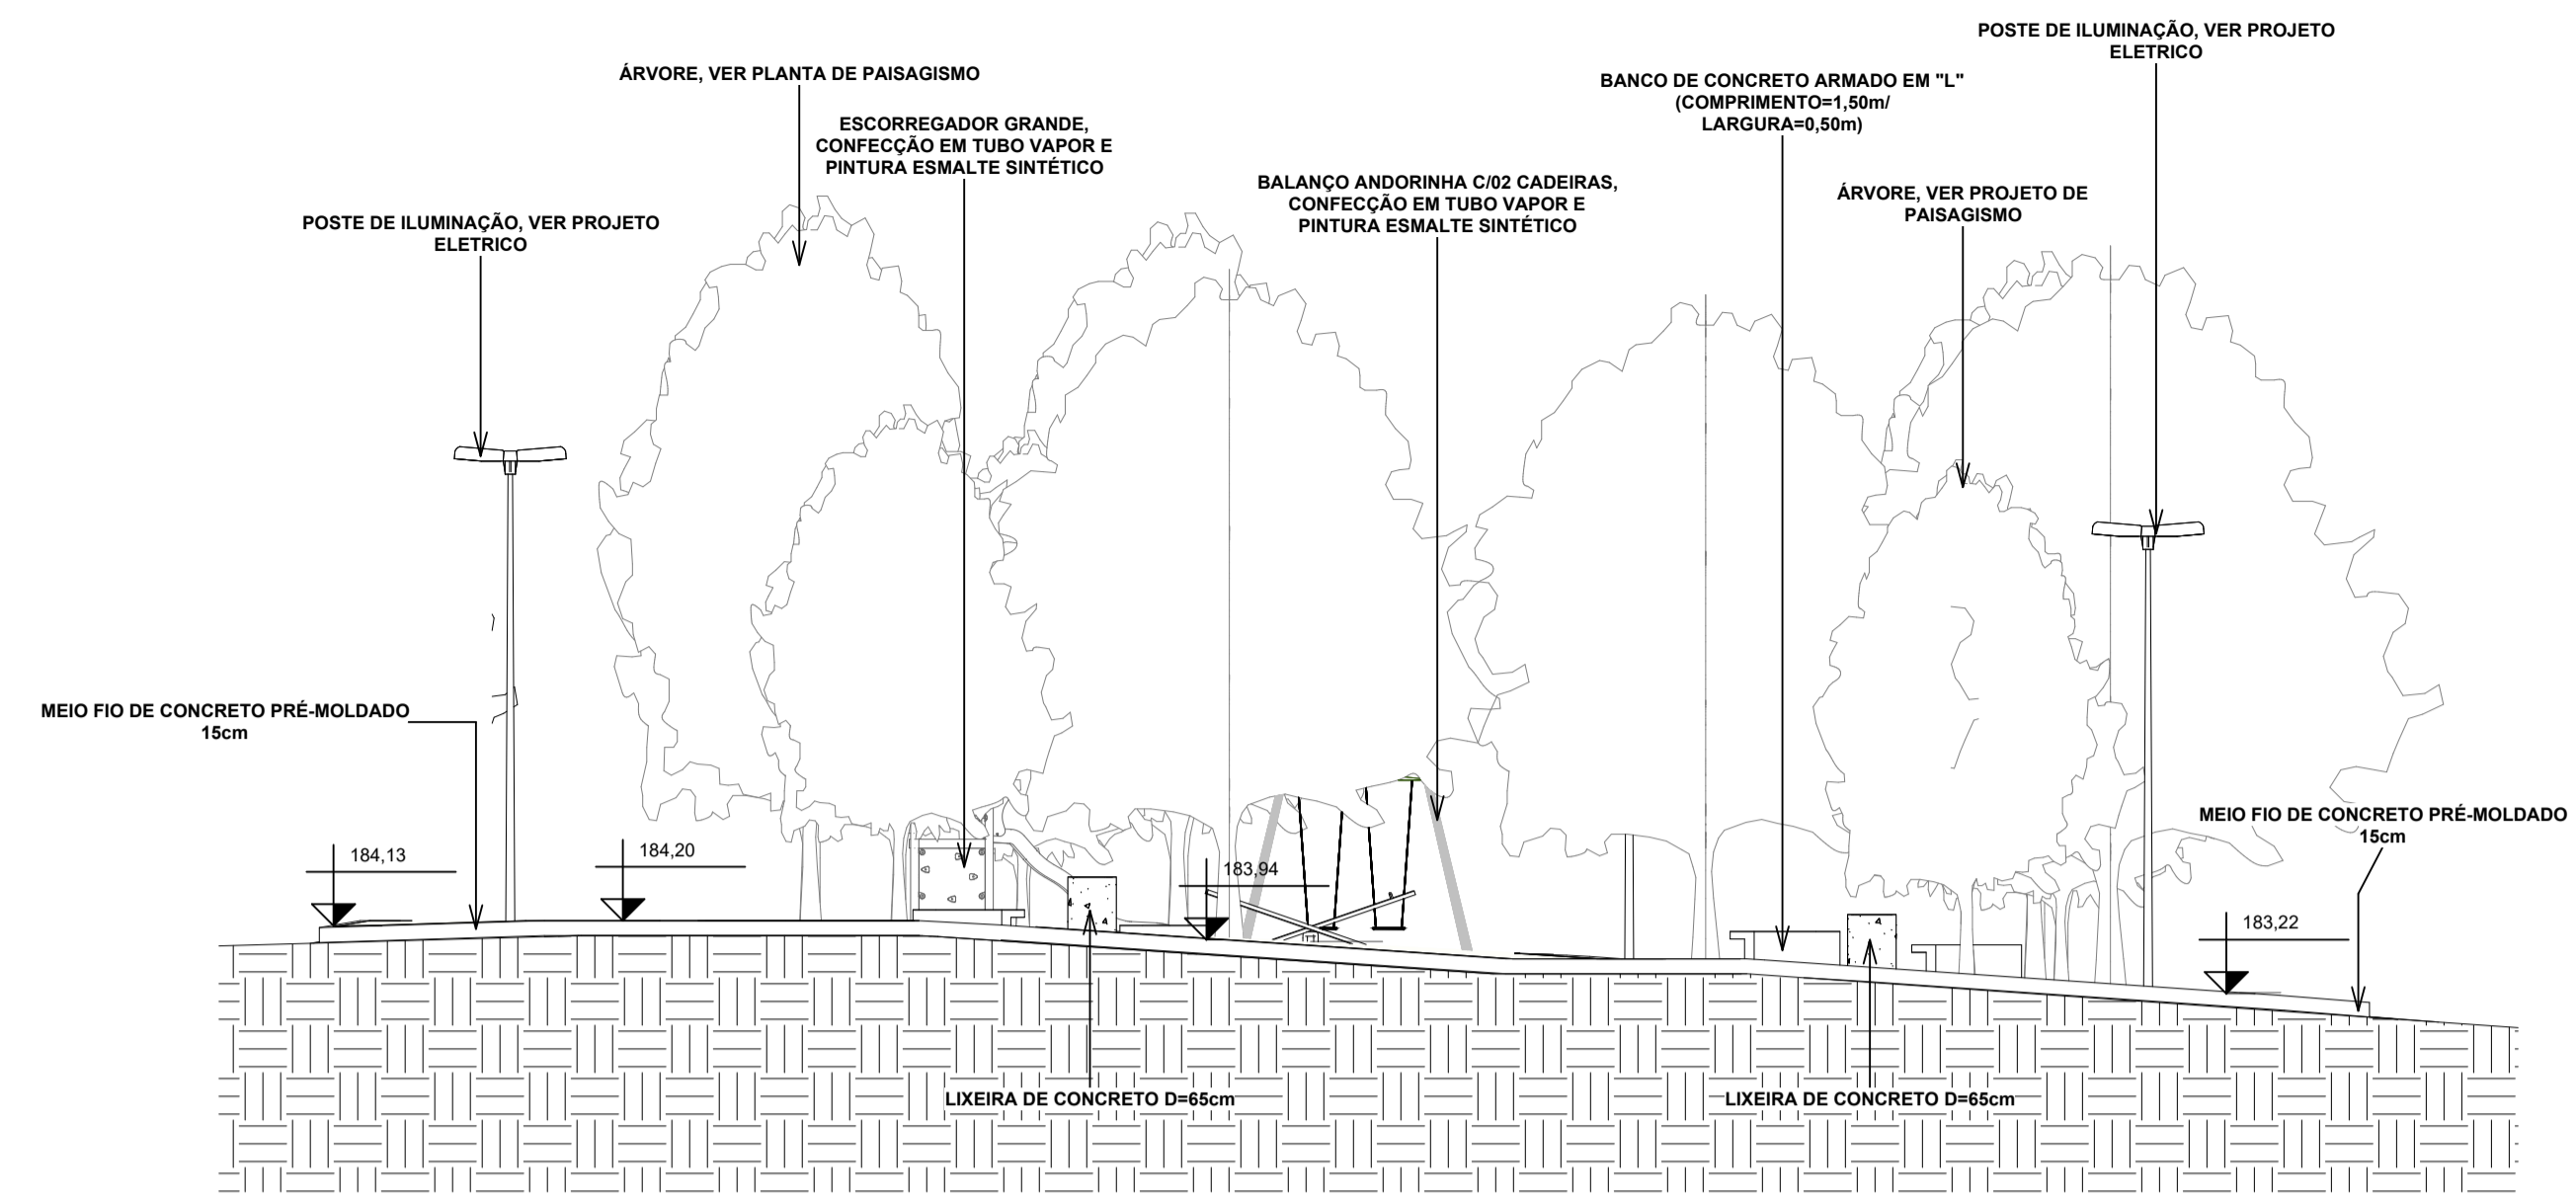 POSTE DE ILUMINAÇÃO, VER PROJETO
ELETRICO
ÁRVORE, VER PLANTA DE PAISAGISMO
BANCO DE CONCRETO ARMADO EM "L"
(COMPRIMENTO=1,50m/
LARGURA=0,50m)
ESCORREGADOR GRANDE,
CONFECÇÃO EM TUBO VAPOR E
PINTURA ESMALTE SINTÉTICO
BALANÇO ANDORINHA C/02 CADEIRAS,
CONFECÇÃO EM TUBO VAPOR E
PINTURA ESMALTE SINTÉTICO
ÁRVORE, VER PROJETO DE
PAISAGISMO
POSTE DE ILUMINAÇÃO, VER PROJETO
ELETRICO
MEIO FIO DE CONCRETO PRÉ-MOLDADO
15cm
MEIO FIO DE CONCRETO PRÉ-MOLDADO
15cm
184,13
184,20
183,94
183,22
LIXEIRA DE CONCRETO D=65cm
LIXEIRA DE CONCRETO D=65cm